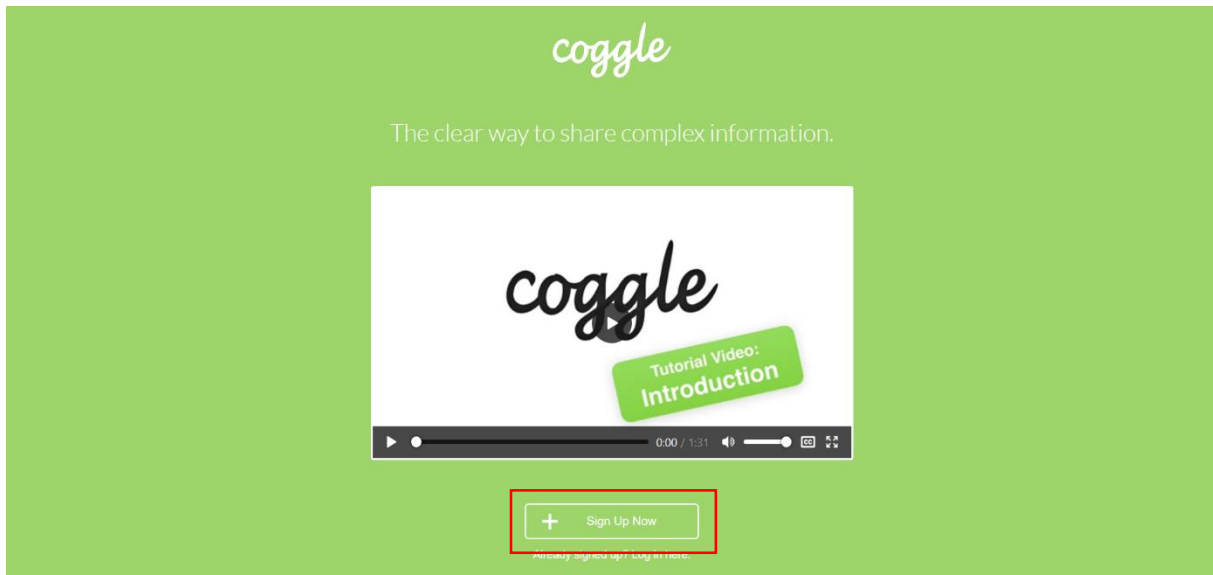 coggle
The clear way to share complex information.
coggle
Tutorial Video:
Introduction
0:00 / 1:31
CC
Sign Up Now
Already signed up? Log in here.